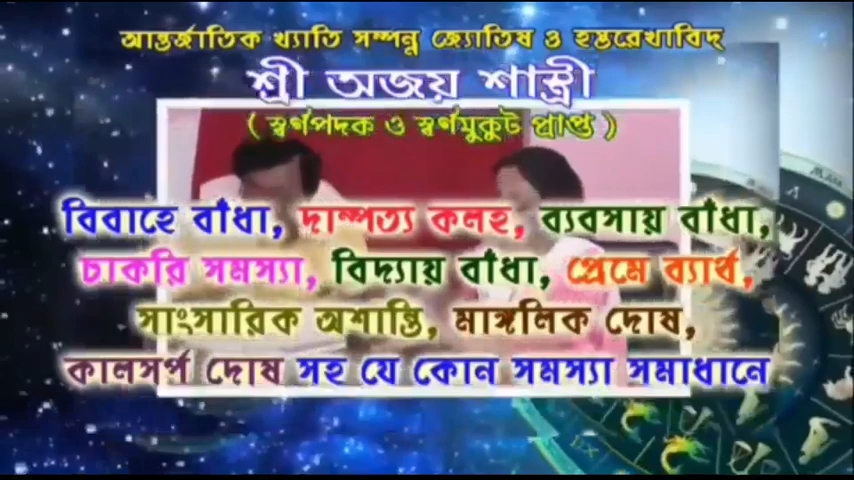 আন্তর্জাতিক খ্যাতি সম্পন্ন জ্যোতিষ ও হস্তরেখাবিদ
শ্রী অজয় শাস্ত্রী
( স্বর্ণপদক ও স্বর্ণমুকুট প্রাপ্ত )
বিবাহে বাঁধা, দাম্পত্য কলহ, ব্যবসায় বাঁধা,
চাকরি সমস্যা, বিদ্যায় বাঁধা, প্রেমে ব্যার্থ,
সাংসারিক অশান্তি, মাঙ্গলিক দোষ,
কালসর্প দোষ সহ যে কোন সমস্যা সমাধানে